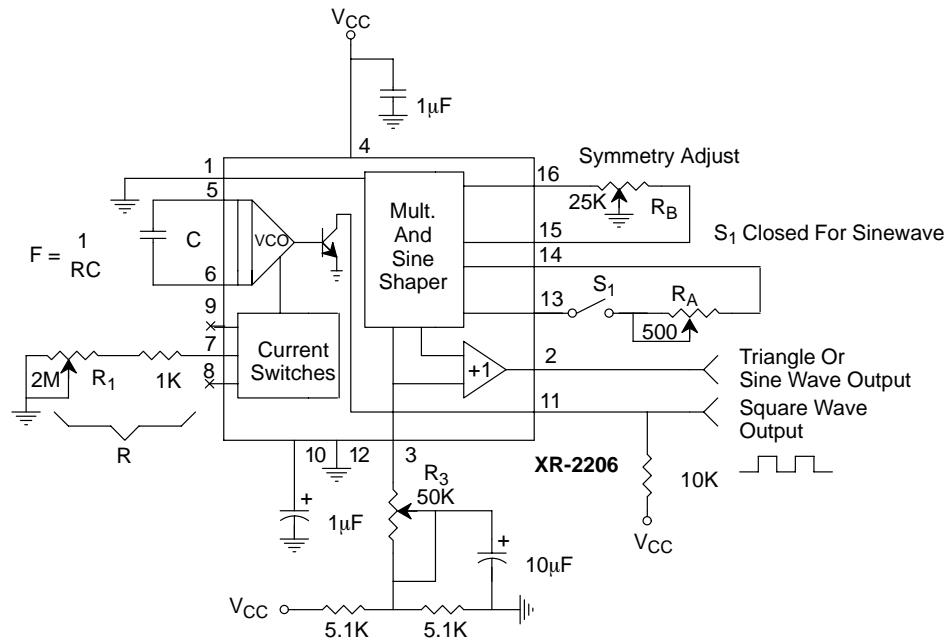 VCC
1μF
4
1
16
Symmetry Adjust
5
25K
RB
Mult.
And
Sine
Shaper
15
C
VCO
S1 Closed For Sinewave
F = 1
RC
14
6
13
S1
RA
9
500
7
Current
Switches
2M
R1
1K
8
+1
2
Triangle Or
Sine Wave Output
11
Square Wave
Output
R
10
12
3
XR-2206
10K
R3
50K
+
1μF
+
10μF
VCC
VCC
5.1K
5.1K